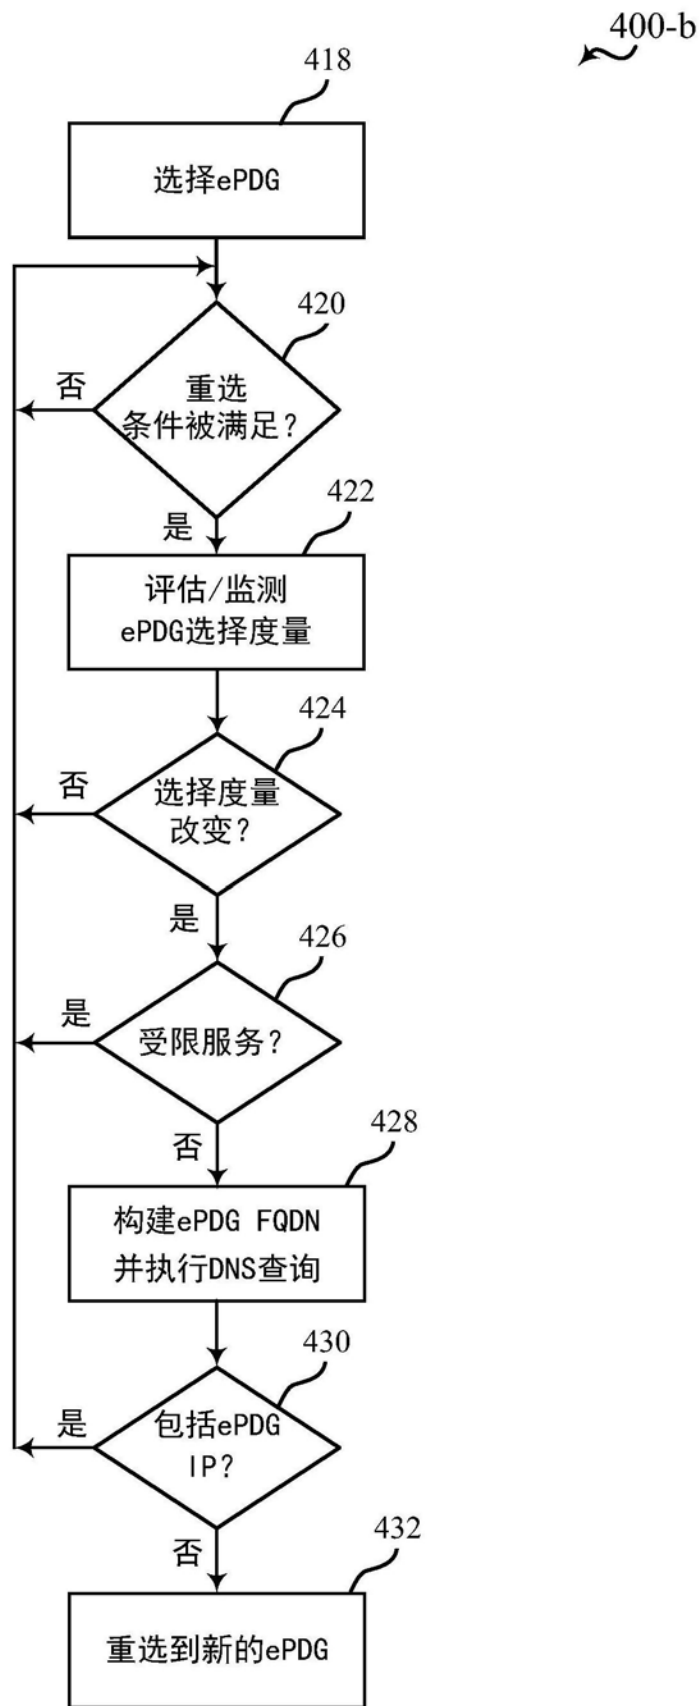 400-b
418
选择ePDG
420
重选
条件被满足?
否
是
422
评估/监测
ePDG选择度量
424
选择度量
改变?
否
是
426
受限服务?
是
否
428
构建ePDG FQDN
并执行DNS查询
430
包括ePDG
IP?
是
否
432
重选到新的ePDG